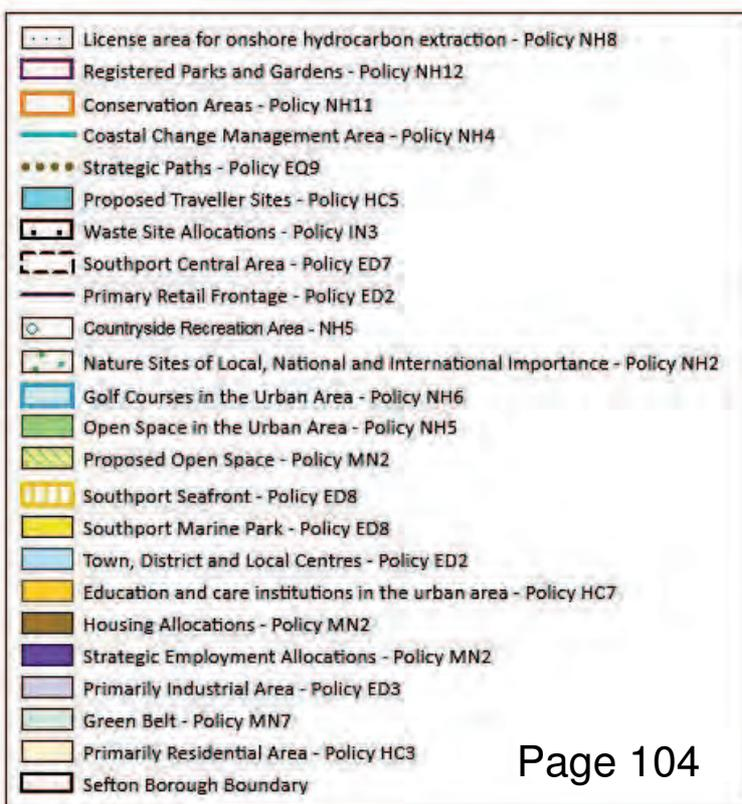 License area for onshore hydrocarbon extraction - Policy NH8
Registered Parks and Gardens - Policy NH12
Conservation Areas - Policy NH11
Coastal Change Management Area - Policy NH4
Strategic Paths - Policy EQ9
Proposed Traveller Sites - Policy HC5
Waste Site Allocations - Policy IN3
Southport Central Area - Policy ED7
Primary Retail Frontage - Policy ED2
Countryside Recreation Area - NH5
Nature Sites of Local, National and International Importance - Policy NH2
Golf Courses in the Urban Area - Policy NH6
Open Space in the Urban Area - Policy NH5
Proposed Open Space - Policy MN2
Southport Seafront - Policy ED8
Southport Marine Park - Policy ED8
Town, District and Local Centres - Policy ED2
Education and care institutions in the urban area - Policy HC7
Housing Allocations - Policy MN2
Strategic Employment Allocations - Policy MN2
Primarily Industrial Area - Policy ED3
Green Belt - Policy MN7
Primarily Residential Area - Policy HC3
Sefton Borough Boundary
Page 104